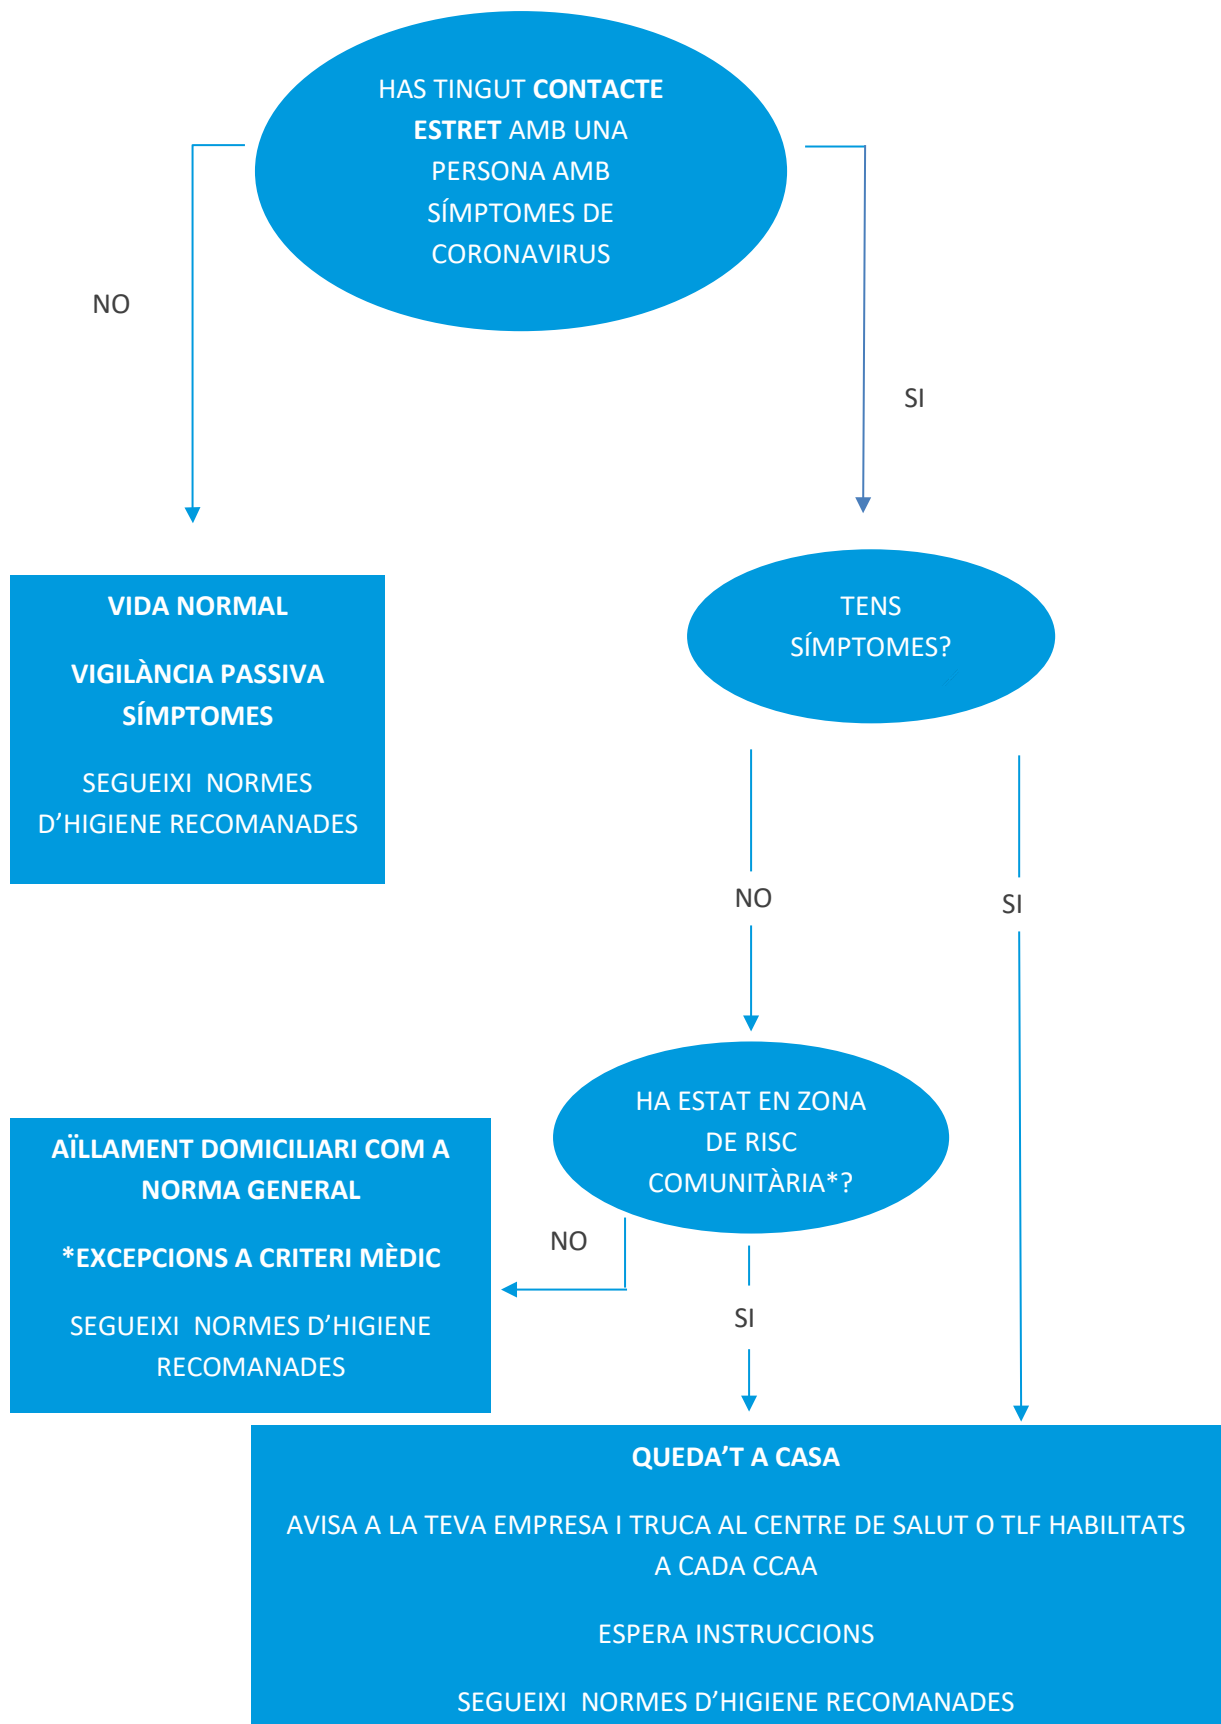 HAS TINGUT CONTACTE
ESTRET AMB UNA
PERSONA AMB
SÍMPTOMES DE
CORONAVIRUS
NO
SI
VIDA NORMAL
VIGILÀNCIA PASSIVA
SÍMPTOMES
SEGUEIXI NORMES
D’HIGIENE RECOMANADES
TENS
SÍMPTOMES?
NO
SI
HA ESTAT EN ZONA
DE RISC
COMUNITÀRIA*?
AÏLLAMENT DOMICILIARI COM A
NORMA GENERAL
*EXCEPCIONS A CRITERI MÈDIC
SEGUEIXI NORMES D’HIGIENE
RECOMANADES
NO
SI
QUEDA’T A CASA
AVISA A LA TEVA EMPRESA I TRUCA AL CENTRE DE SALUT O TLF HABILITATS
A CADA CCAA
ESPERA INSTRUCCIONS
SEGUEIXI NORMES D’HIGIENE RECOMANADES